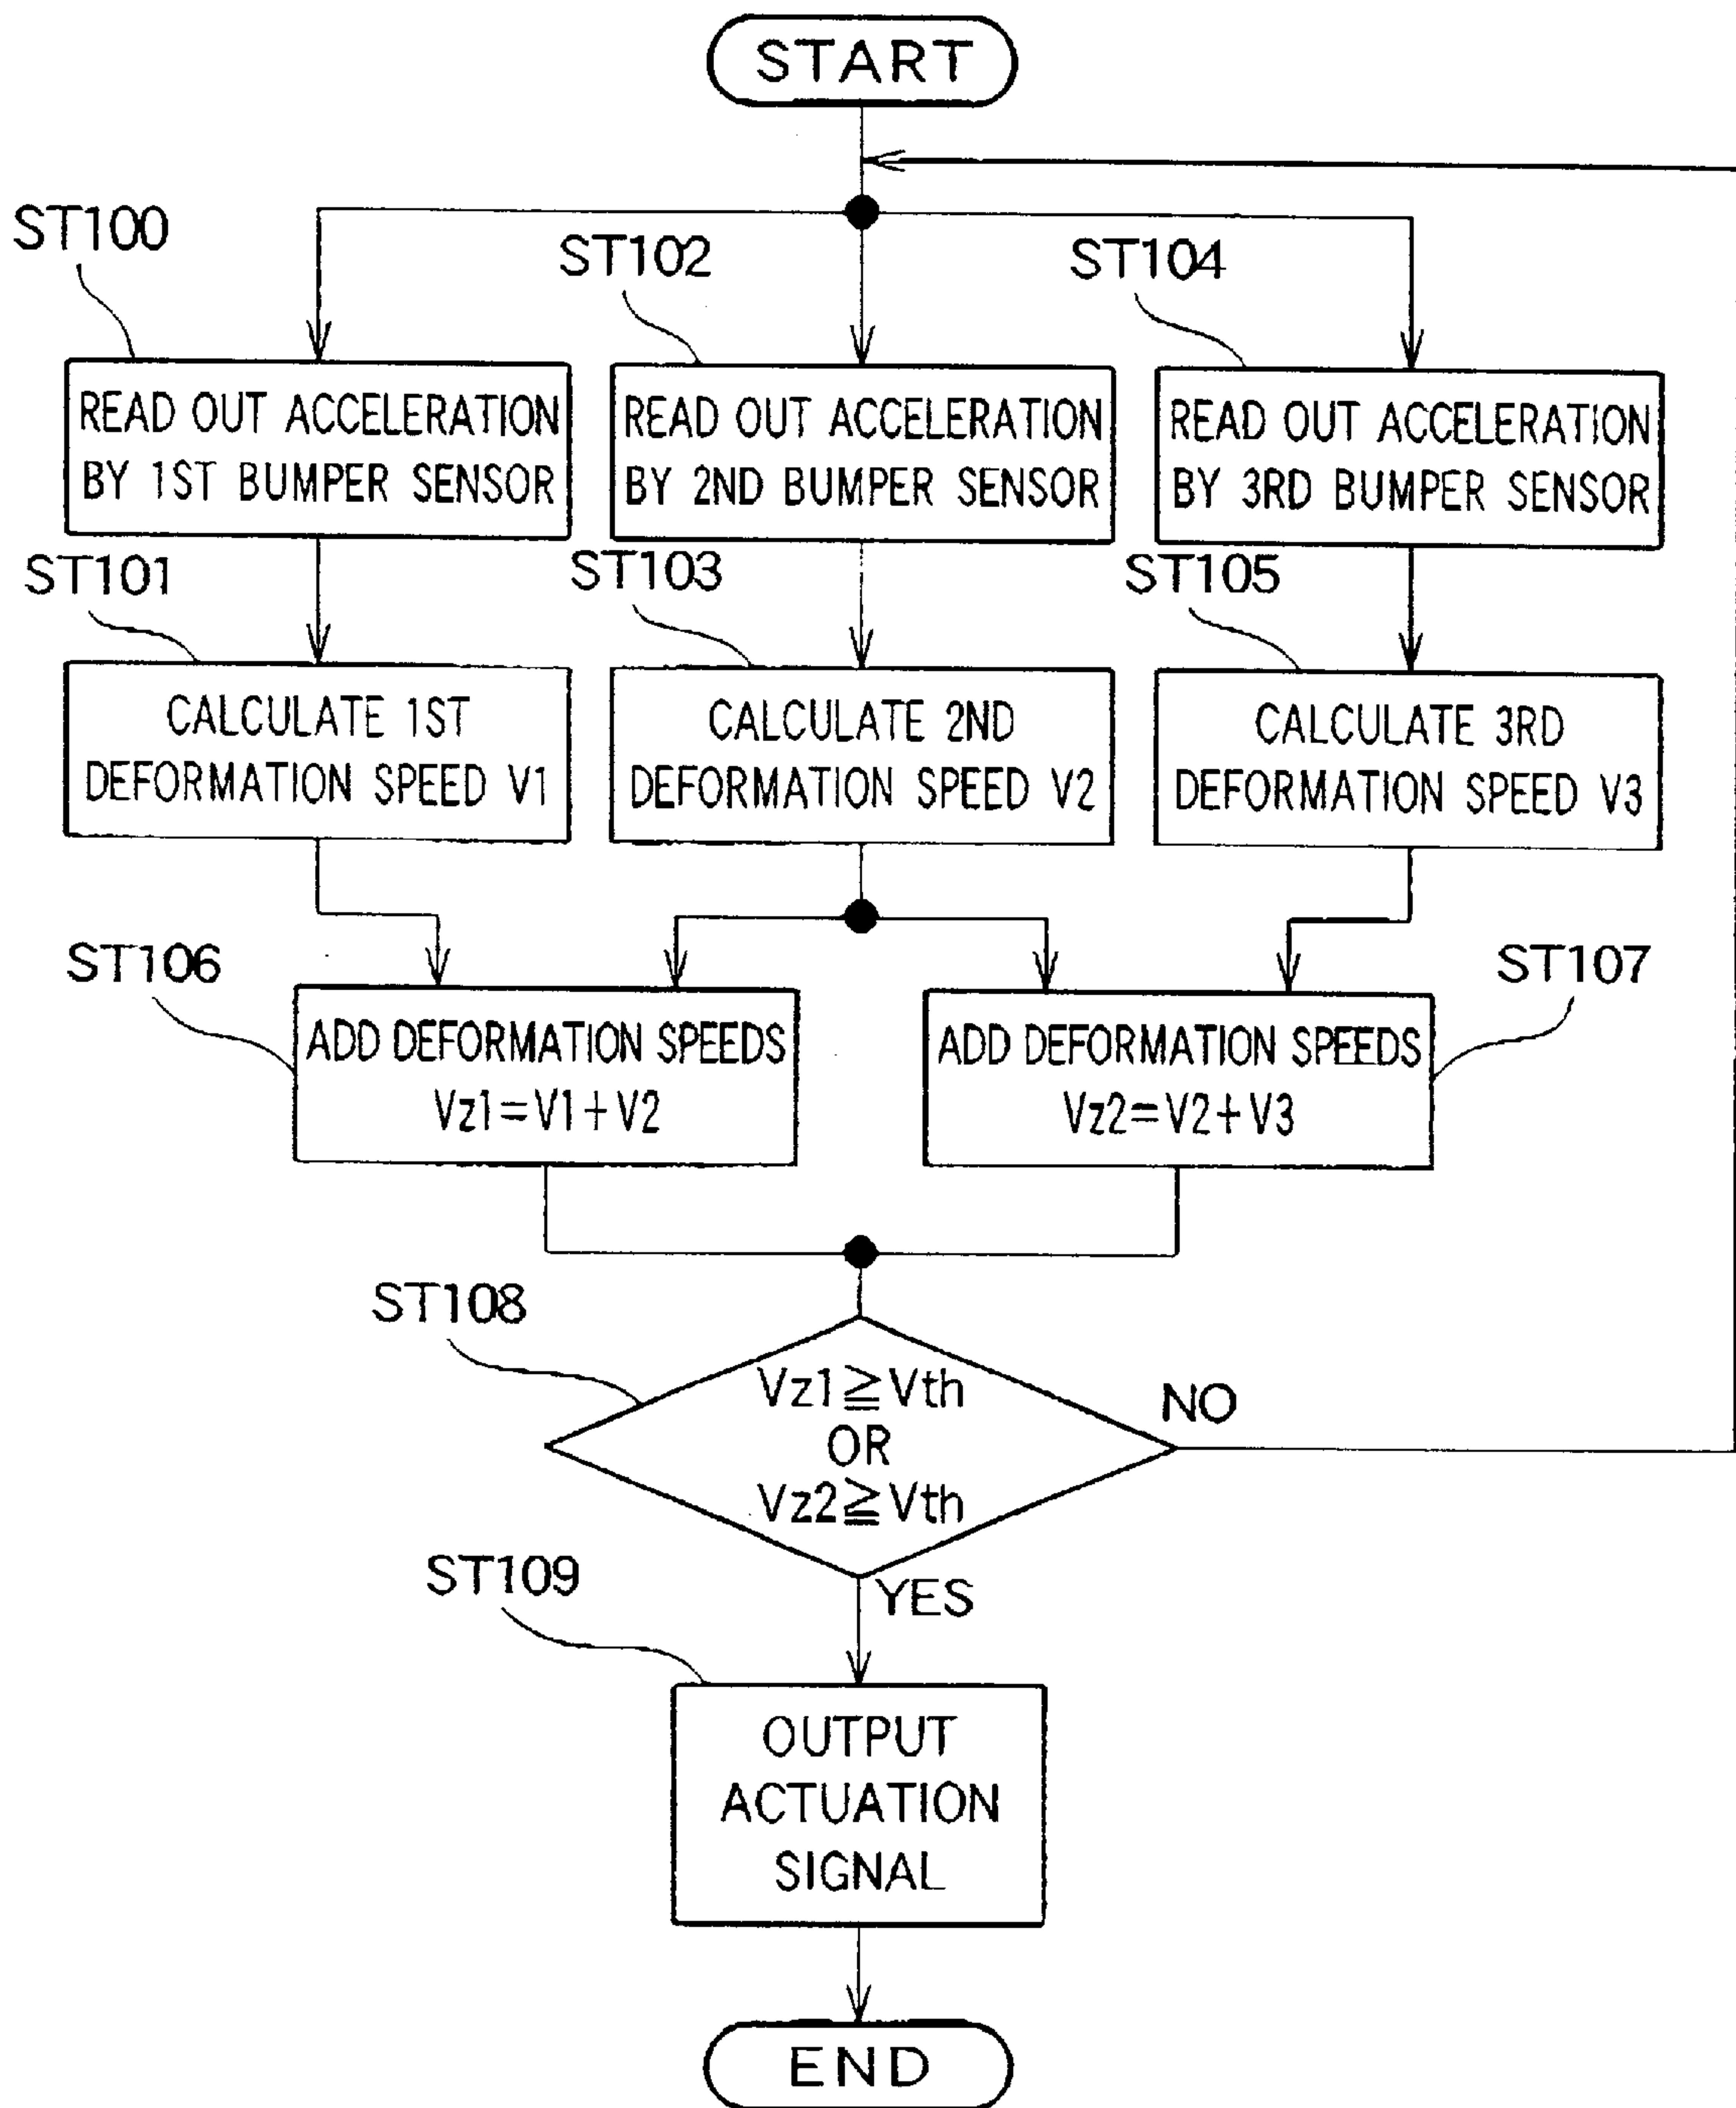 START
ST100
ST102
ST104
READ OUT ACCELERATION
BY 1ST BUMPER SENSOR
READ OUT ACCELERATION
BY 2ND BUMPER SENSOR
READ OUT ACCELERATION
BY 3RD BUMPER SENSOR
ST101
ST103
ST105
CALCULATE 1ST
DEFORMATION SPEED V1
CALCULATE 2ND
DEFORMATION SPEED V2
CALCULATE 3RD
DEFORMATION SPEED V3
ST106
ST107
ADD DEFORMATION SPEEDS
Vz1=V1+V2
ADD DEFORMATION SPEEDS
Vz2=V2+V3
ST108
Vz1≧Vth
OR
Vz2≧Vth
NO
ST109
YES
OUTPUT
ACTUATION
SIGNAL
END